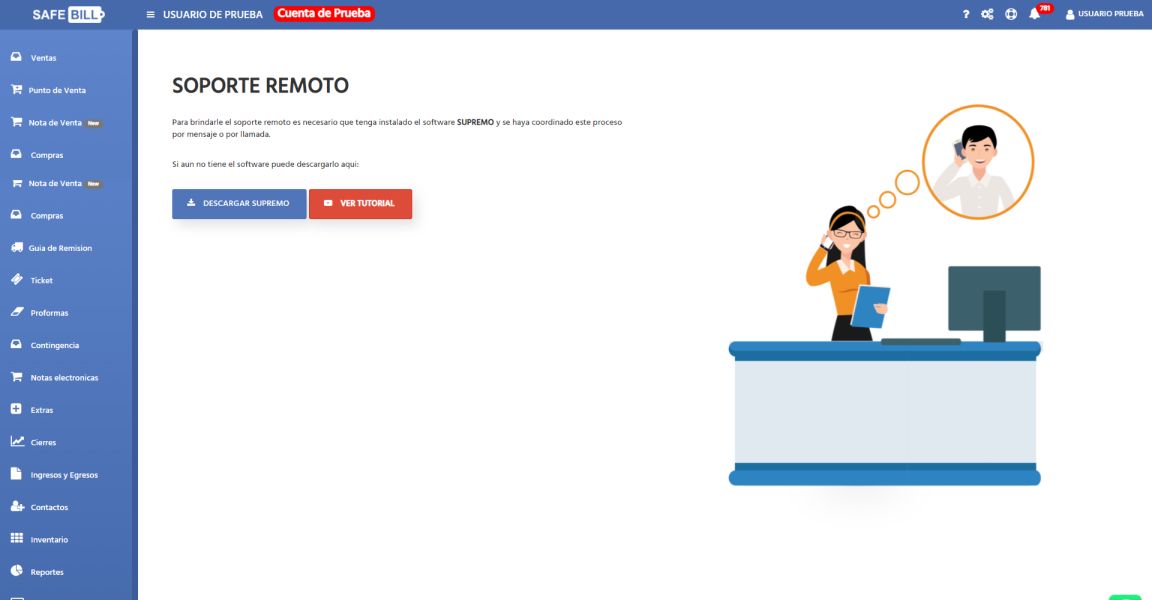 SAFE BILL
USUARIO DE PRUEBA Cuenta de Prueba
?
781
USUARIO PRUEBA
Ventas
Punto de Venta
Nota de Venta New
Compras
Nota de Venta New
Compras
Guia de Remision
Ticket
Proformas
Contingencia
Notas electronicas
Extras
Cierres
Ingresos y Egresos
Contactos
Inventario
Reportes
SOPORTE REMOTO
Para brindarle el soporte remoto es necesario que tenga instalado el software SUPREMO y se haya coordinado este proceso
por mensaje o por llamada.
Si aun no tiene el software puede descargarlo aqui:
DESCARGAR SUPREMO
VER TUTORIAL